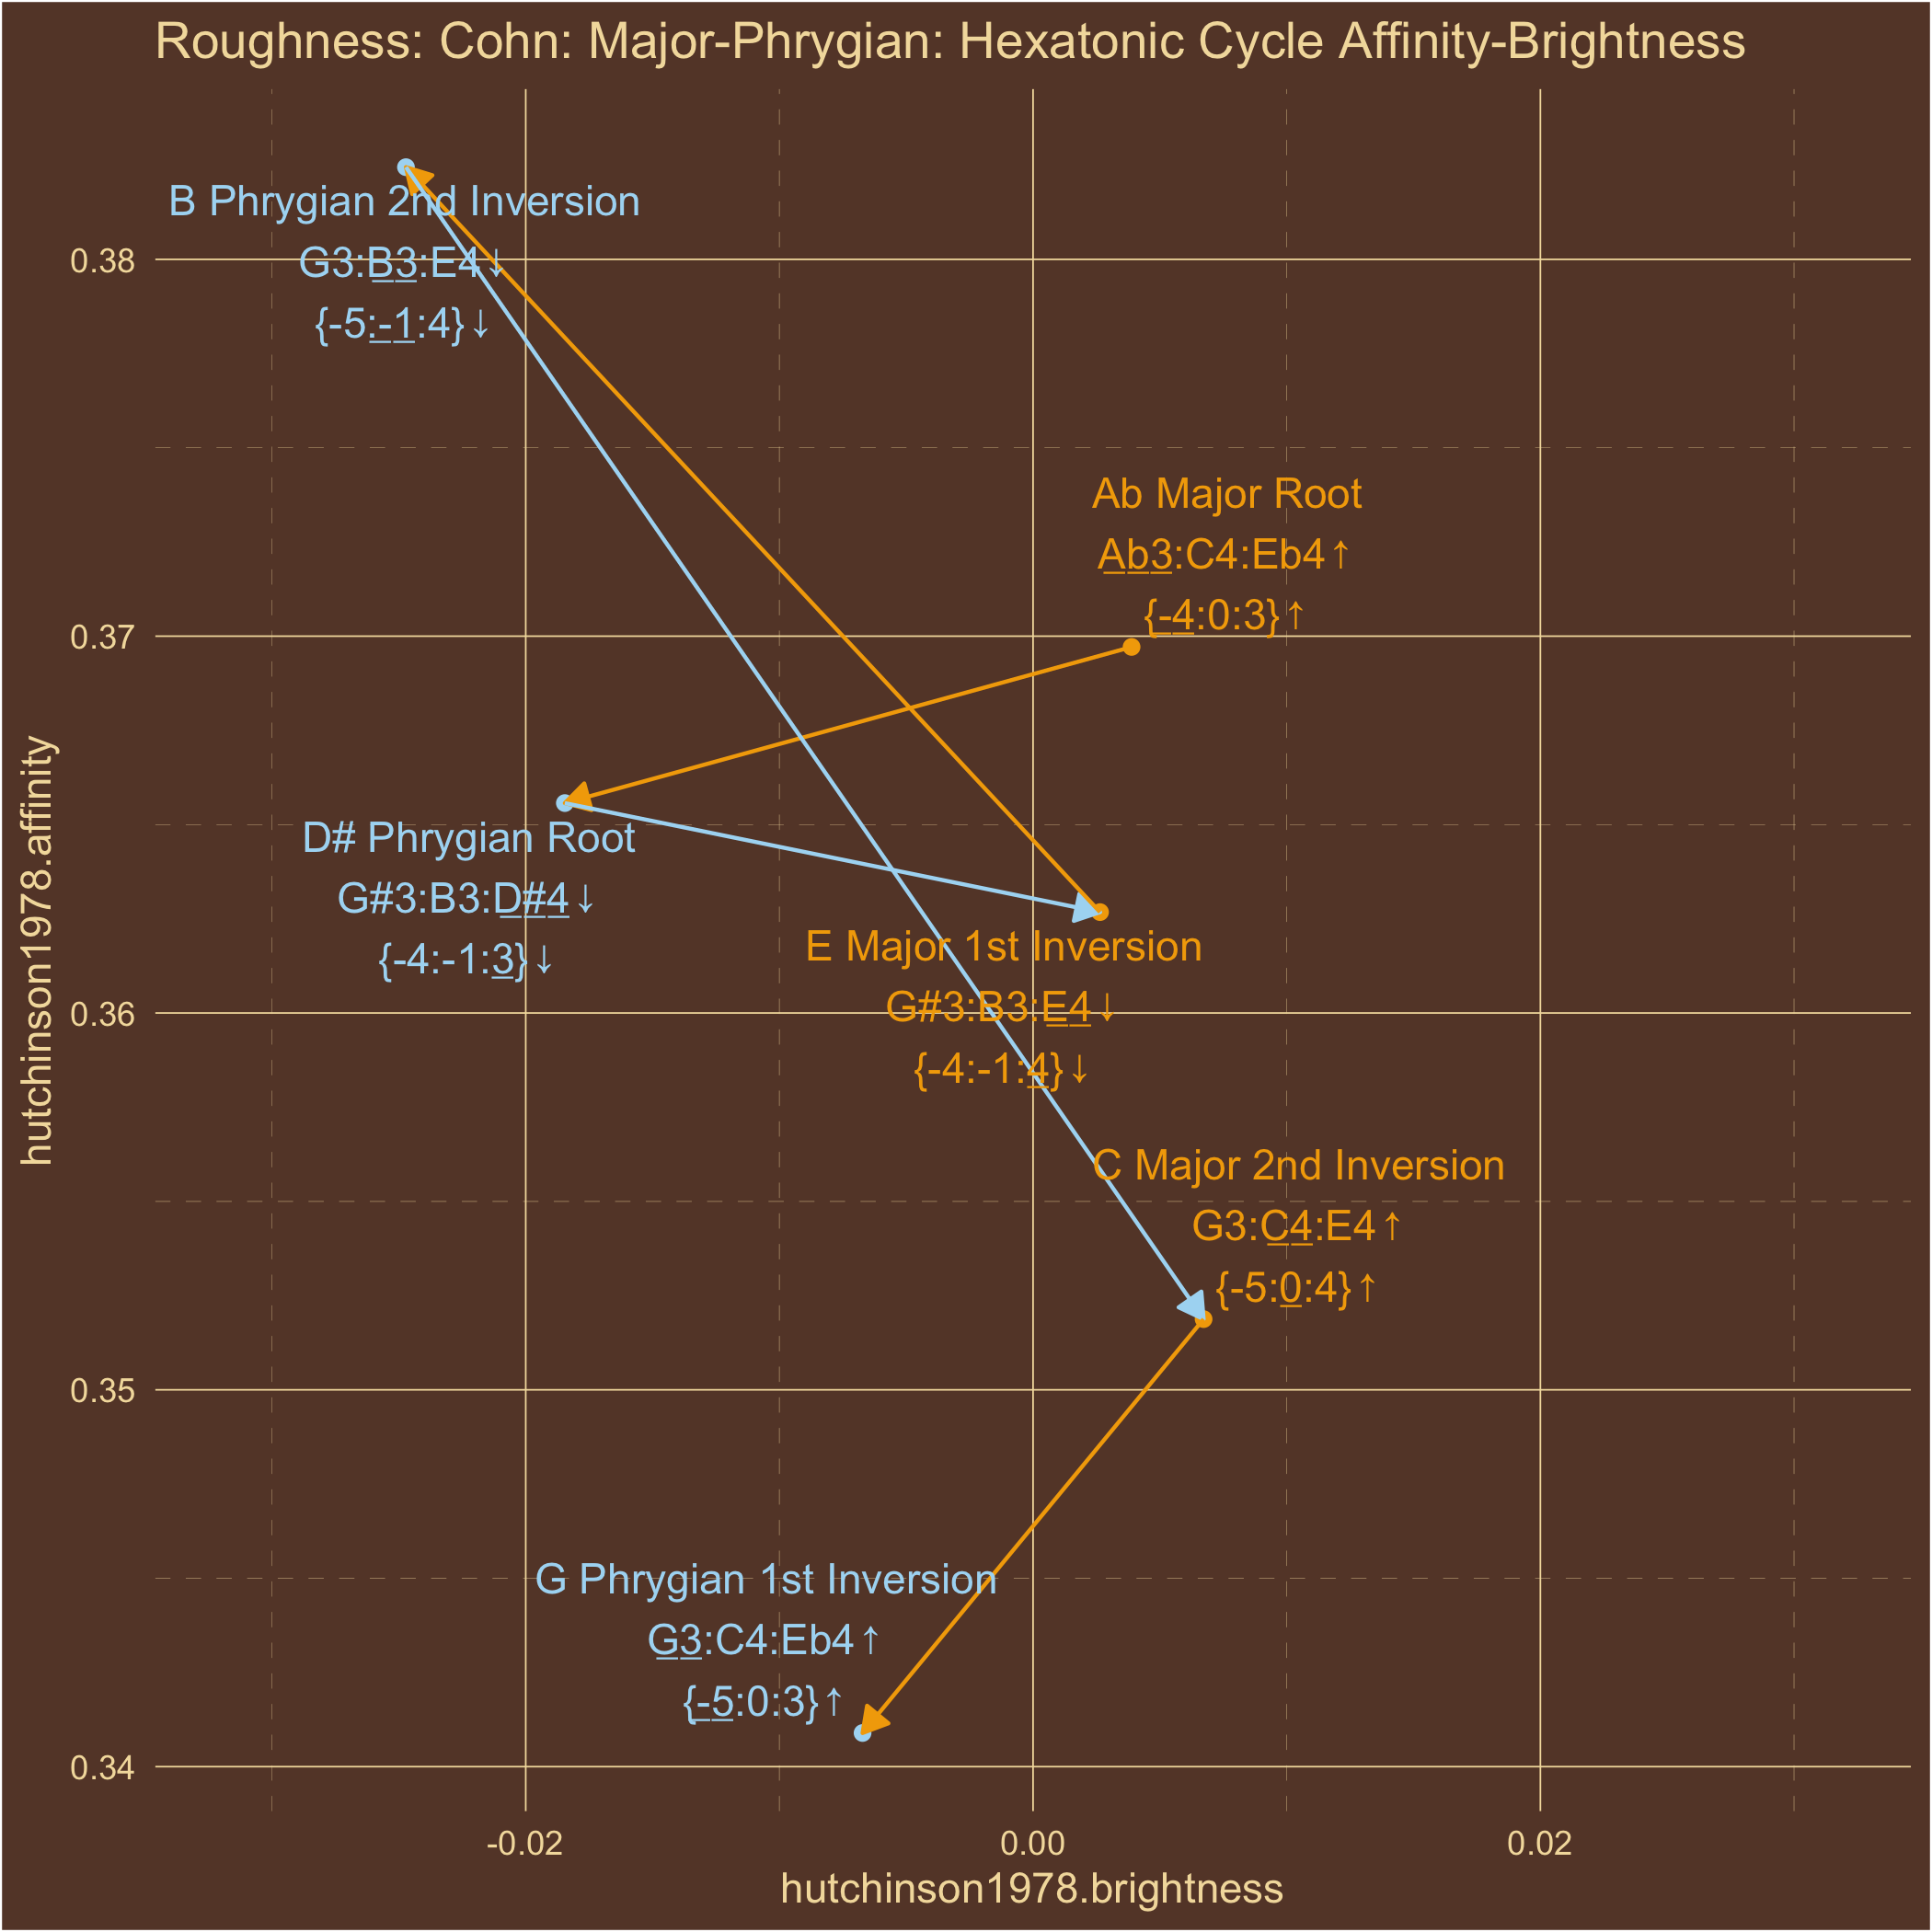 Roughness: Cohn: Major-Phrygian: Hexatonic Cycle Affinity-Brightness
B Phrygian 2nd Inversion
G3:B3:E4↓
{-5:-1:4}↓
0.38
Ab Major Root
Ab3:C4:Eb4↑
{-4:0:3}↑
0.37
D# Phrygian Root
G#3:B3:D#4↓
{-4:-1:3}↓
E Major 1st Inversion
G#3:B3:E4↓
{-4:-1:4}↓
0.36
hutchinson1978.affinity
C Major 2nd Inversion
G3:C4:E4↑
{-5:0:4}↑
0.35
G Phrygian 1st Inversion
G3:C4:Eb4↑
{-5:0:3}↑
0.34
-0.02
0.00
0.02
hutchinson1978.brightness